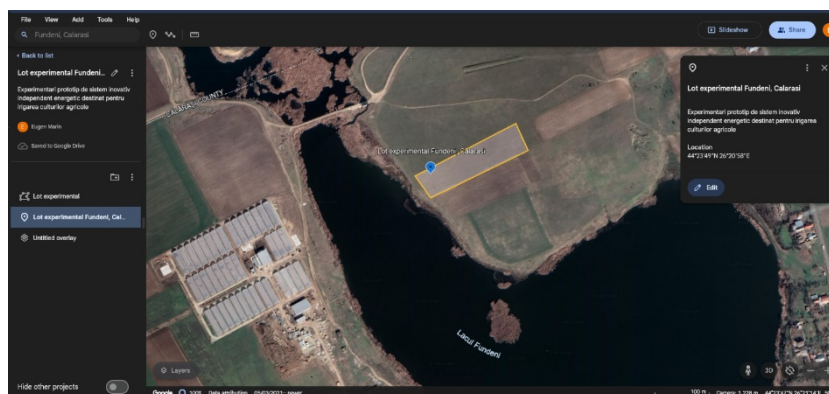 File View Add Tools Help
Fundeni, Calarasi
Slideshow
Share
Back to list
Lot experimental Fundeni...
Experimentari prototip de sistem inovativ
independent energetic destinat pentru
irigarea culturilor agricole
E
Eugen Marin
Saved to Google Drive
Lot experimental
Lot experimental Fundeni, Cal...
Untitled overlay
Hide other projects
CALARASI COUNTY
Lot experimental Fundeni, Calarasi
Lacul Fundeni
Layers
Lot experimental Fundeni, Calarasi
Experimentari prototip de sistem inovativ
independent energetic destinat pentru irigarea
culturilor agricole
Location
44°23'49"N 26°20'58"E
Edit
Google
Data attribution
100 m